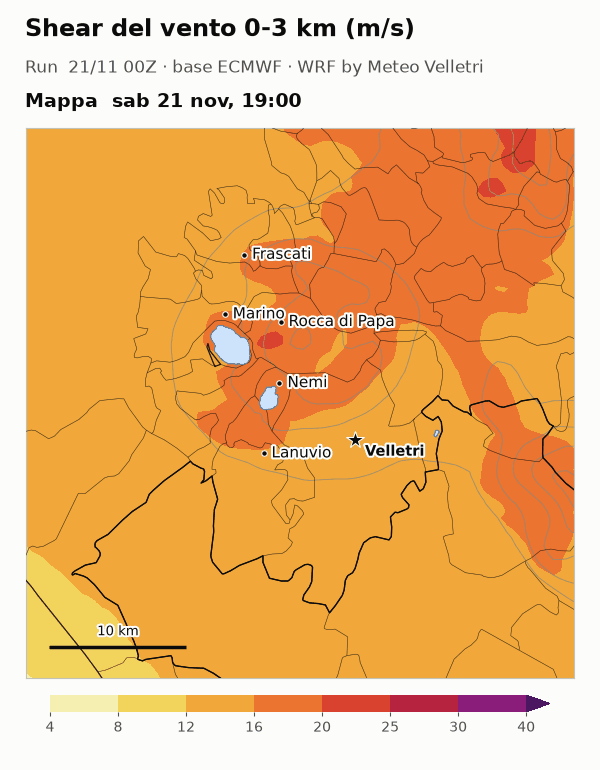 Shear del vento 0-3 km (m/s)
Run 21/11 00Z · base ECMWF · WRF by Meteo Velletri
Mappa sab 21 nov, 19:00
Frascati
Marino
Rocca di Papa
Nemi
Velletri
Lanuvio
10 km
4 8 12 16 20 25 30 40